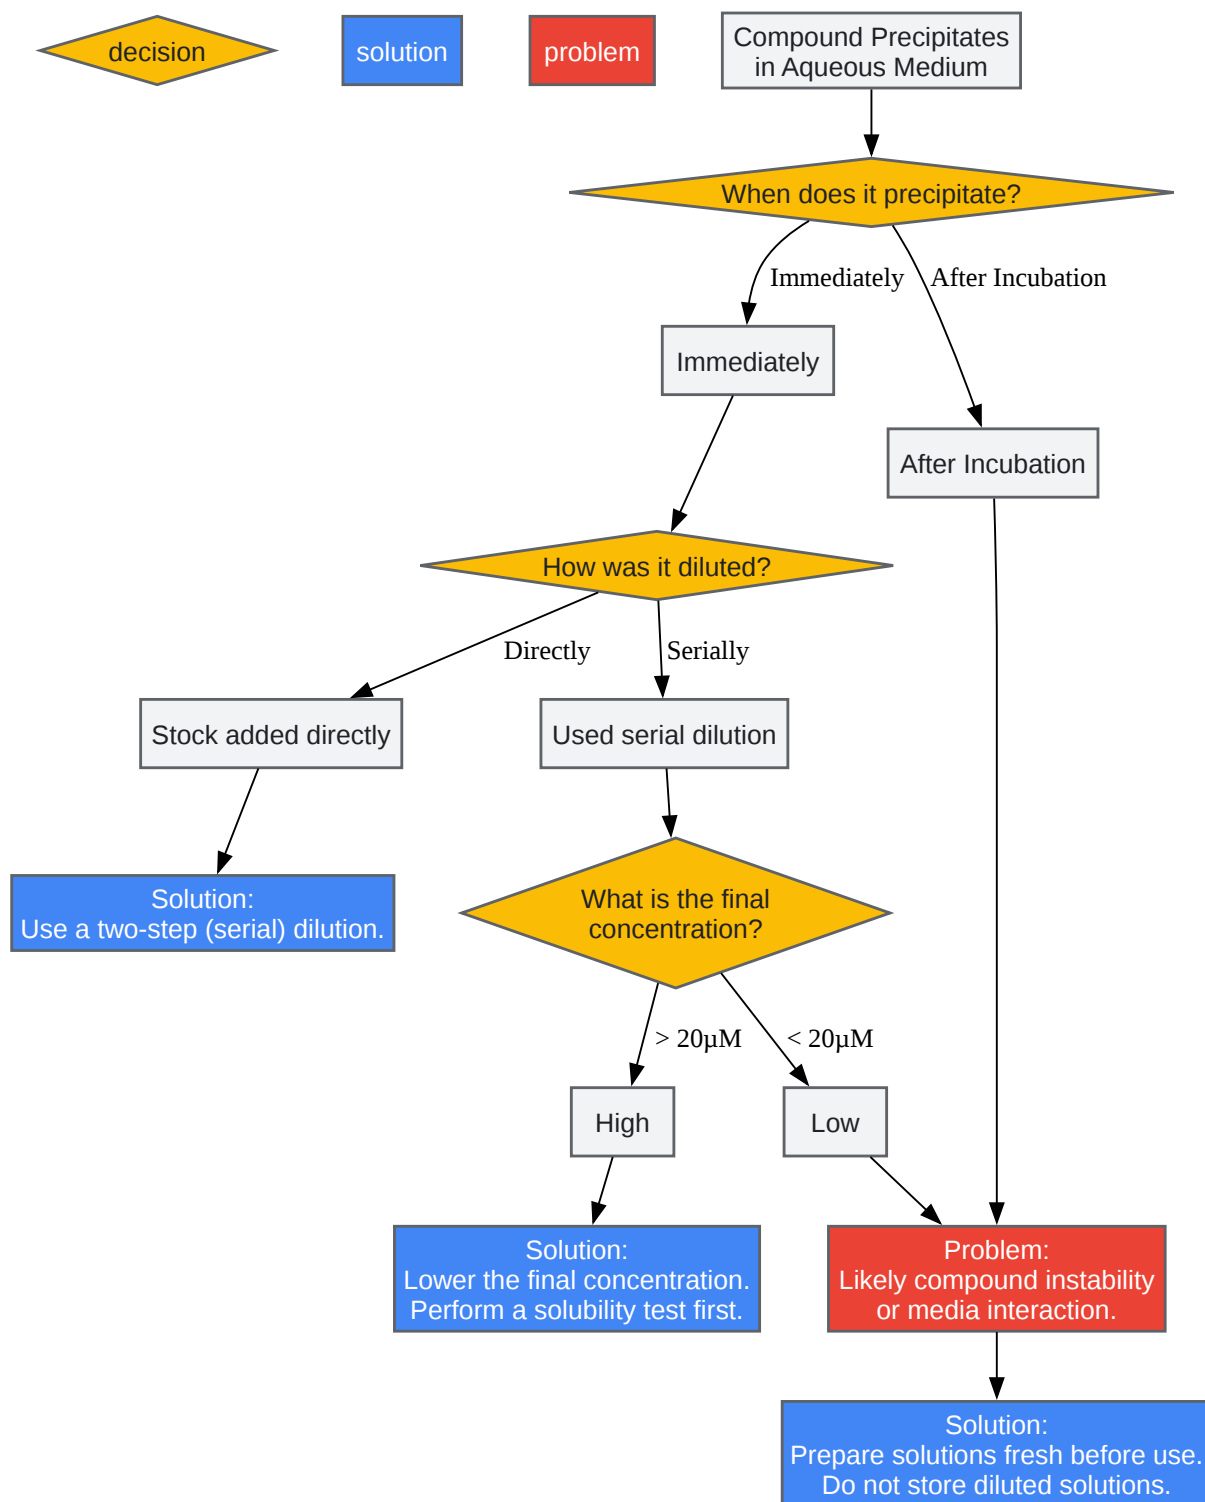 decision
solution
problem
Compound Precipitates
in Aqueous Medium
When does it precipitate?
Immediately
After Incubation
Immediately
After Incubation
How was it diluted?
Directly
Serially
Stock added directly
Used serial dilution
Solution:
Use a two-step (serial) dilution.
What is the final
concentration?
> 20µM
< 20µM
High
Low
Solution:
Lower the final concentration.
Perform a solubility test first.
Problem:
Likely compound instability
or media interaction.
Solution:
Prepare solutions fresh before use.
Do not store diluted solutions.